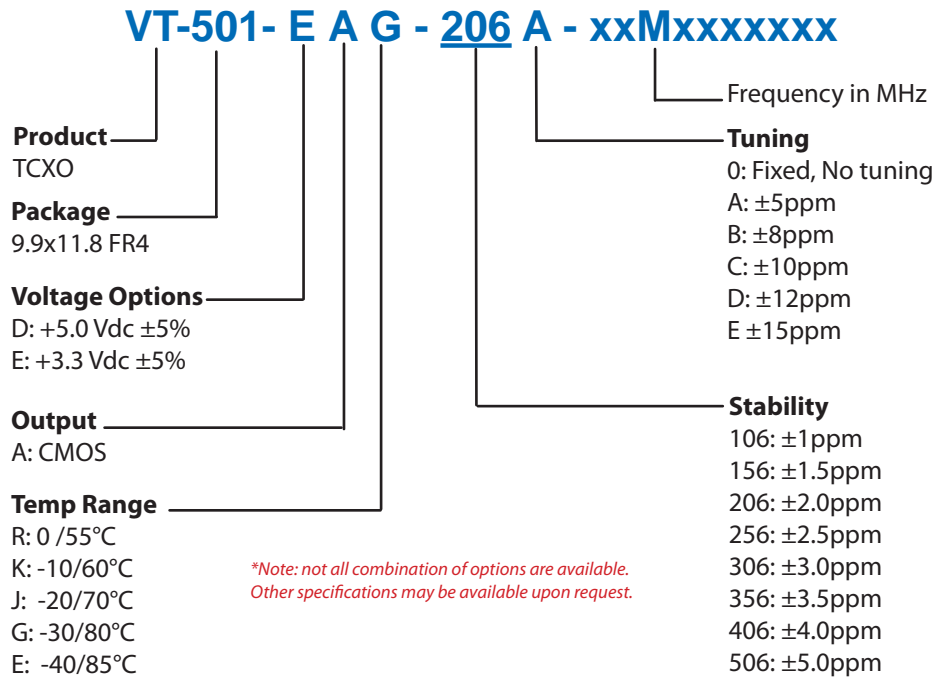 VT-501- E A G - 206 A - xxMxxxxxxx
Product
TCXO
Package
9.9x11.8 FR4
Voltage Options
D: +5.0 Vdc ±5%
E: +3.3 Vdc ±5%
Output
A: CMOS
Temp Range
R: 0 /55°C
K: -10/60°C
J: -20/70°C
G: -30/80°C
E: -40/85°C
*Note: not all combination of options are available.
Other specifications may be available upon request.
Frequency in MHz
Tuning
0: Fixed, No tuning
A: ±5ppm
B: ±8ppm
C: ±10ppm
D: ±12ppm
E ±15ppm
Stability
106: ±1ppm
156: ±1.5ppm
206: ±2.0ppm
256: ±2.5ppm
306: ±3.0ppm
356: ±3.5ppm
406: ±4.0ppm
506: ±5.0ppm